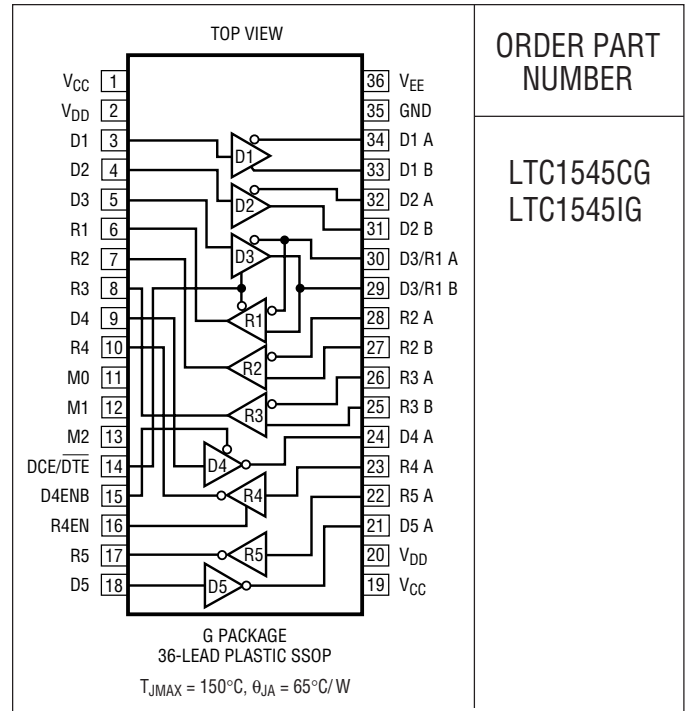 TOP VIEW
ORDER PART
NUMBER
LTC1545CG
LTC1545IG
VCC 1
VDD 2
D1 3
D2 4
D3 5
R1 6
R2 7
R3 8
D4 9
R4 10
M0 11
M1 12
M2 13
DCE/D̅T̅E̅ 14
D4ENB 15
R4EN 16
R5 17
D5 18
D1
D2
D3
R1
R2
R3
D4
R4
R5
D5
36 VEE
35 GND
34 D1 A
33 D1 B
32 D2 A
31 D2 B
30 D3/R1 A
29 D3/R1 B
28 R2 A
27 R2 B
26 R3 A
25 R3 B
24 D4 A
23 R4 A
22 R5 A
21 D5 A
20 VDD
19 VCC
G PACKAGE
36-LEAD PLASTIC SSOP
TJMAX = 150°C, θJA = 65°C/W